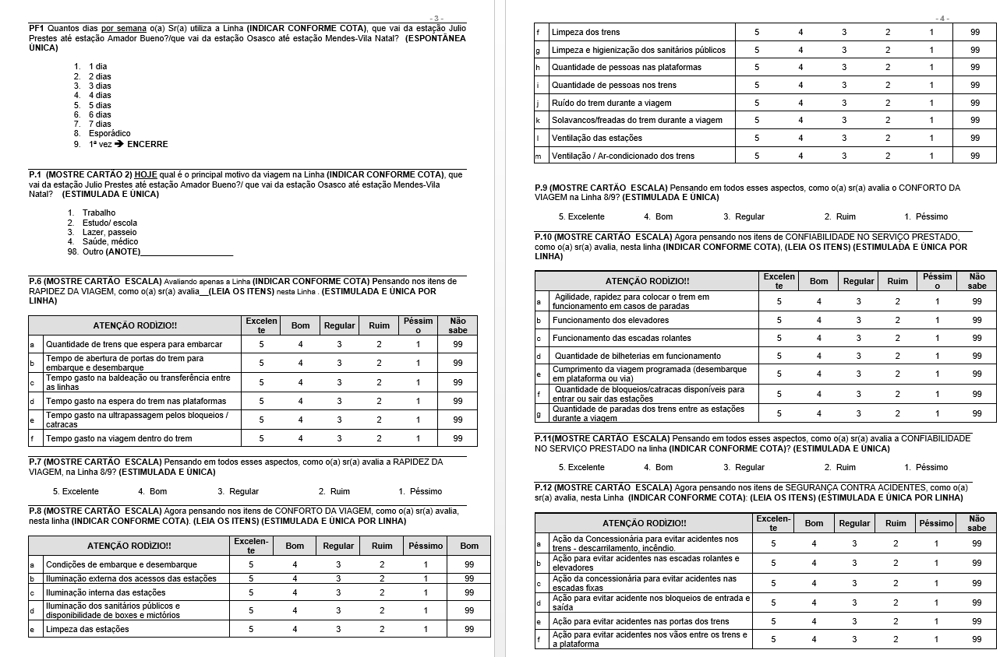 - 3 -
PF1 Quantos dias por semana o(a) Sr(a) utiliza a Linha (INDICAR CONFORME COTA), que vai da estação Julio
Prestes até estação Amador Bueno?/que vai da estação Osasco até estação Mendes-Vila Natal? (ESPONTÂNEA
ÚNICA)
1. 1 dia
2. 2 dias
3. 3 dias
4. 4 dias
5. 5 dias
6. 6 dias
7. 7 dias
8. Esporádico
9. 1ª vez ➔ ENCERRE
P.1 (MOSTRE CARTÃO 2) HOJE qual é o principal motivo da viagem na Linha (INDICAR CONFORME COTA), que
vai da estação Julio Prestes até estação Amador Bueno?/ que vai da estação Osasco até estação Mendes-Vila
Natal? (ESTIMULADA E ÚNICA)
1. Trabalho
2. Estudo/ escola
3. Lazer, passeio
4. Saúde, médico
98. Outro (ANOTE)____________________
P.6 (MOSTRE CARTÃO ESCALA) Avaliando apenas a Linha (INDICAR CONFORME COTA) Pensando nos itens de
RAPIDEZ DA VIAGEM, como o(a) sr(a) avalia__(LEIA OS ITENS) nesta Linha . (ESTIMULADA E ÚNICA POR
LINHA)
ATENÇÃO RODÌZIO!! Excelen Bom Regular Ruim Péssim Não
te o sabe
a Quantidade de trens que espera para embarcar 5 4 3 2 1 99
b Tempo de abertura de portas do trem para
embarque e desembarque 5 4 3 2 1 99
c Tempo gasto na baldeação ou transferência entre
as linhas 5 4 3 2 1 99
d Tempo gasto na espera do trem nas plataformas 5 4 3 2 1 99
e Tempo gasto na ultrapassagem pelos bloqueios /
catracas 5 4 3 2 1 99
f Tempo gasto na viagem dentro do trem 5 4 3 2 1 99
P.7 (MOSTRE CARTÃO ESCALA) Pensando em todos esses aspectos, como o(a) sr(a) avalia a RAPIDEZ DA
VIAGEM, na Linha 8/9? (ESTIMULADA E ÚNICA)
5. Excelente 4. Bom 3. Regular 2. Ruim 1. Péssimo
P.8 (MOSTRE CARTÃO ESCALA) Agora pensando nos itens de CONFORTO DA VIAGEM, como o(a) sr(a) avalia,
nesta linha (INDICAR CONFORME COTA). (LEIA OS ITENS) (ESTIMULADA E ÚNICA POR LINHA)
ATENÇÃO RODÌZIO!! Excelen- Bom Regular Ruim Péssimo Bom
te
a Condições de embarque e desembarque 5 4 3 2 1 99
b Iluminação externa dos acessos das estações 5 4 3 2 1 99
c Iluminação interna das estações 5 4 3 2 1 99
d Iluminação dos sanitários públicos e
disponibilidade de boxes e mictórios 5 4 3 2 1 99
e Limpeza das estações 5 4 3 2 1 99
- 4 -
f Limpeza dos trens 5 4 3 2 1 99
g Limpeza e higienização dos sanitários públicos 5 4 3 2 1 99
h Quantidade de pessoas nas plataformas 5 4 3 2 1 99
i Quantidade de pessoas nos trens 5 4 3 2 1 99
j Ruído do trem durante a viagem 5 4 3 2 1 99
k Solavancos/freadas do trem durante a viagem 5 4 3 2 1 99
l Ventilação das estações 5 4 3 2 1 99
m Ventilação / Ar-condicionado dos trens 5 4 3 2 1 99
P.9 (MOSTRE CARTÃO ESCALA) Pensando em todos esses aspectos, como o(a) sr(a) avalia o CONFORTO DA
VIAGEM na Linha 8/9? (ESTIMULADA E ÚNICA)
5. Excelente 4. Bom 3. Regular 2. Ruim 1. Péssimo
P.10 (MOSTRE CARTÃO ESCALA) Agora pensando nos itens de CONFIABILIDADE NO SERVIÇO PRESTADO,
como o(a) sr(a) avalia, nesta linha (INDICAR CONFORME COTA), (LEIA OS ITENS) (ESTIMULADA E ÚNICA POR
LINHA)
ATENÇÃO RODÌZIO!! Excelen Bom Regular Ruim Péssim Não
te o sabe
a Agilidade, rapidez para colocar o trem em
funcionamento em casos de paradas 5 4 3 2 1 99
b Funcionamento dos elevadores 5 4 3 2 1 99
c Funcionamento das escadas rolantes 5 4 3 2 1 99
d Quantidade de bilheterias em funcionamento 5 4 3 2 1 99
e Cumprimento da viagem programada (desembarque
em plataforma ou via) 5 4 3 2 1 99
f Quantidade de bloqueios/catracas disponíveis para
entrar ou sair das estações 5 4 3 2 1 99
g Quantidade de paradas dos trens entre as estações
durante a viagem 5 4 3 2 1 99
P.11(MOSTRE CARTÃO ESCALA) Pensando em todos esses aspectos, como o(a) sr(a) avalia a CONFIABILIDADE
NO SERVIÇO PRESTADO na linha (INDICAR CONFORME COTA)? (ESTIMULADA E ÚNICA)
5. Excelente 4. Bom 3. Regular 2. Ruim 1. Péssimo
P.12 (MOSTRE CARTÃO ESCALA) Agora pensando nos itens de SEGURANÇA CONTRA ACIDENTES, como o(a)
sr(a) avalia, nesta Linha (INDICAR CONFORME COTA): (LEIA OS ITENS) (ESTIMULADA E ÚNICA POR LINHA)
ATENÇÃO RODÌZIO!! Excelen- Bom Regular Ruim Péssimo Não
te sabe
a Ação da Concessionária para evitar acidentes nos
trens - descarrilamento, incêndio. 5 4 3 2 1 99
b Ação para evitar acidentes nas escadas rolantes e
elevadores 5 4 3 2 1 99
c Ação da concessionária para evitar acidentes nas
escadas fixas 5 4 3 2 1 99
d Ação para evitar acidente nos bloqueios de entrada e
saída 5 4 3 2 1 99
e Ação para evitar acidentes nas portas dos trens 5 4 3 2 1 99
f Ação para evitar acidentes nos vãos entre os trens e
a plataforma 5 4 3 2 1 99